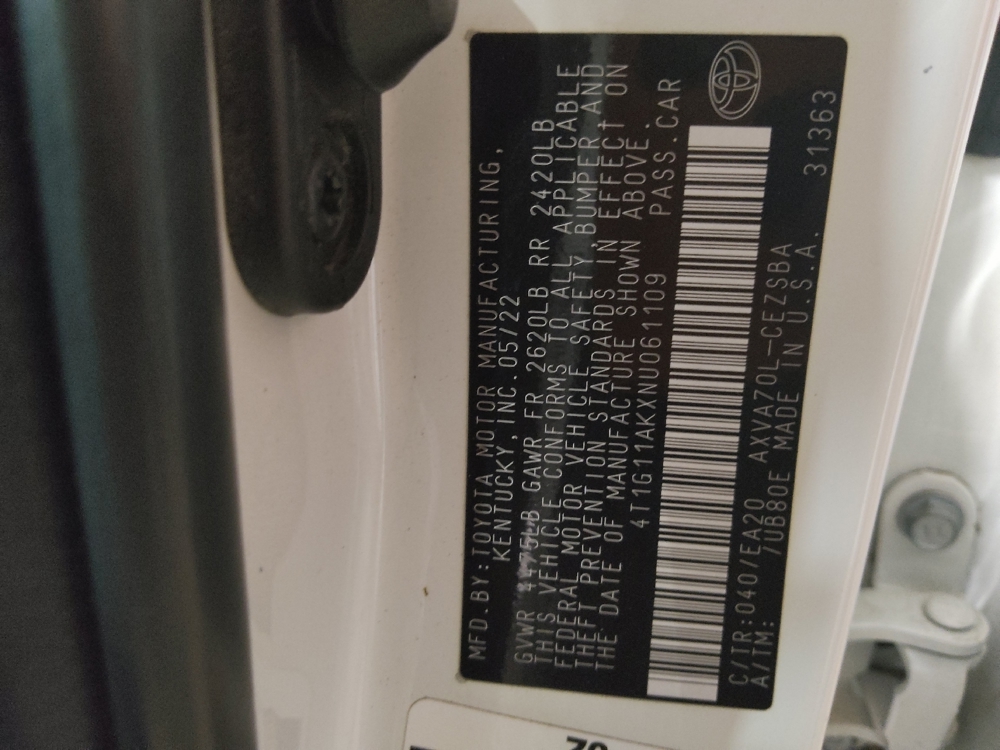 MFD.BY:TOYOTA MOTOR MANUFACTURING,
KENTUCKY,INC.05/22
GVWR 4475LB GAWR FR 2620LB RR 2420LB
THIS VEHICLE CONFORMS TO ALL APPLICABLE
FEDERAL MOTOR VEHICLE SAFETY,BUMPER,AND
THEFT PREVENTION STANDARDS IN EFFECT ON
THE DATE OF MANUFACTURE SHOWN ABOVE.
4T1G11AKXNU061109 PASS.CAR
C/TR:040/EA20 AXVA70L-CEZSBA
A/TM: /UB80E MADE IN U.S.A. 31363